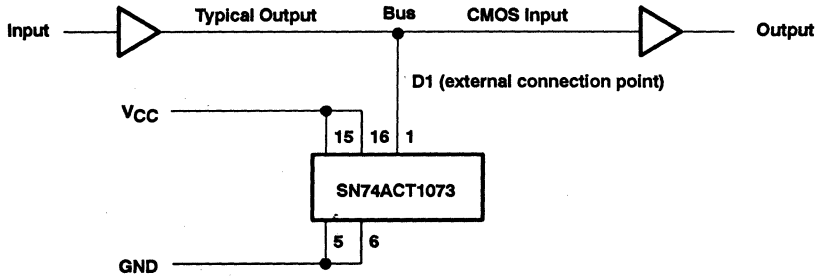 Input
Typical Output
Bus
CMOS Input
Output
D1 (external connection point)
VCC
15
16
1
SN74ACT1073
5
6
GND